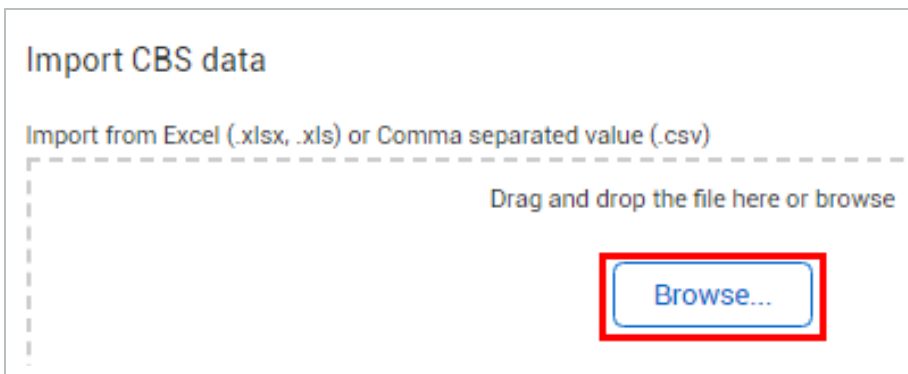 Import CBS data
Import from Excel (.xlsx, .xls) or Comma separated value (.csv)
Drag and drop the file here or browse
Browse...